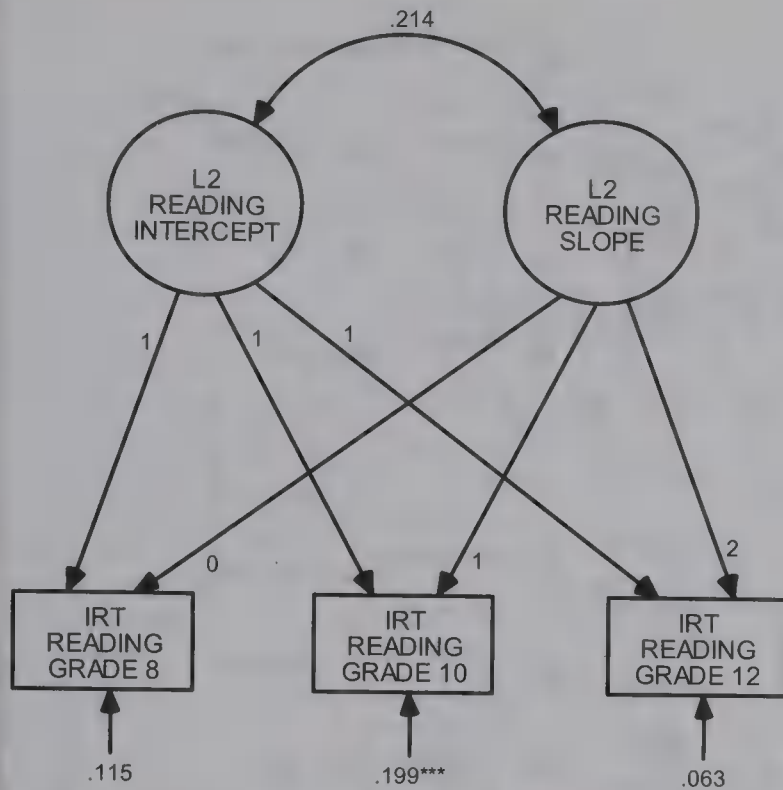 .214
L2
READING
INTERCEPT
L2
READING
SLOPE
1
1
1
0
1
2
IRT
READING
GRADE 8
IRT
READING
GRADE 10
IRT
READING
GRADE 12
.115
.199***
.063